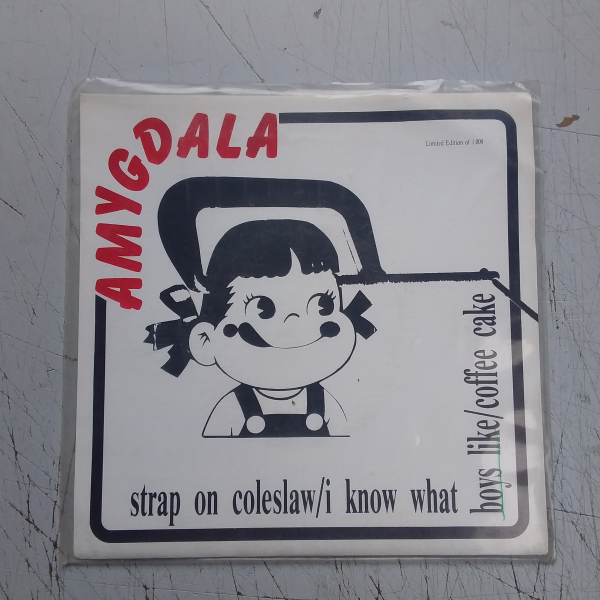 AMYGDALA
Limited Edition of 1000
strap on coleslaw/i know what
boys like/coffee cake